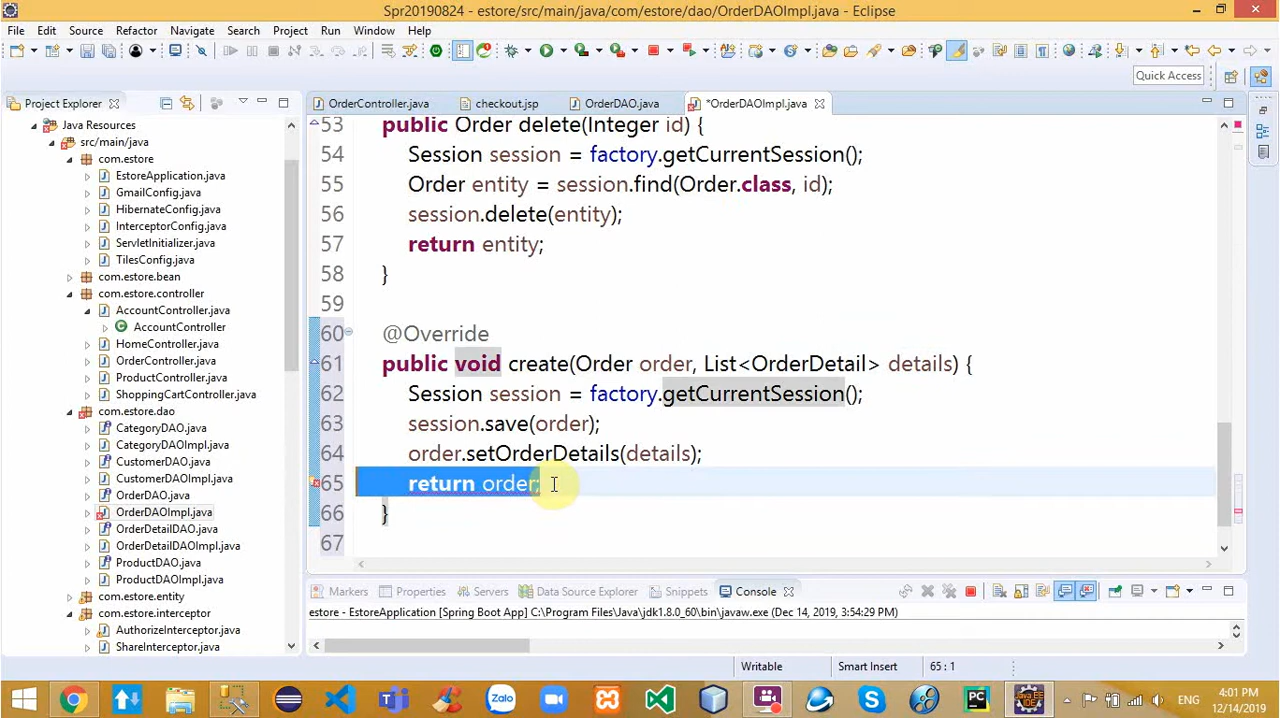 Spr20190824 - estore/src/main/java/com/estore/dao/OrderDAOImpl.java - Eclipse
File Edit Source Refactor Navigate Search Project Run Window Help
Quick Access
Project Explorer
OrderController.java checkout.jsp OrderDAO.java *OrderDAOImpl.java
Java Resources
src/main/java
com.estore
EstoreApplication.java
GmailConfig.java
HibernateConfig.java
InterceptorConfig.java
ServletInitializer.java
TilesConfig.java
com.estore.bean
com.estore.controller
AccountController.java
AccountController
HomeController.java
OrderController.java
ProductController.java
ShoppingCartController.java
com.estore.dao
CategoryDAO.java
CategoryDAOImpl.java
CustomerDAO.java
CustomerDAOImpl.java
OrderDAO.java
OrderDAOImpl.java
OrderDetailDAO.java
OrderDetailDAOImpl.java
ProductDAO.java
ProductDAOImpl.java
com.estore.entity
com.estore.interceptor
AuthorizeInterceptor.java
ShareInterceptor.java
53 public Order delete(Integer id) {
54 Session session = factory.getCurrentSession();
55 Order entity = session.find(Order.class, id);
56 session.delete(entity);
57 return entity;
58 }
59
60 @Override
61 public void create(Order order, List<OrderDetail> details) {
62 Session session = factory.getCurrentSession();
63 session.save(order);
64 order.setOrderDetails(details);
65 return order;
66 }
67
Markers Properties Servers Data Source Explorer Snippets Console
estore - EstoreApplication [Spring Boot App] C:\Program Files\Java\jdk1.8.0_60\bin\javaw.exe (Dec 14, 2019, 3:54:29 PM)
Writable Smart Insert 65 : 1
Zalo
PC
ENG
4:01 PM
12/14/2019